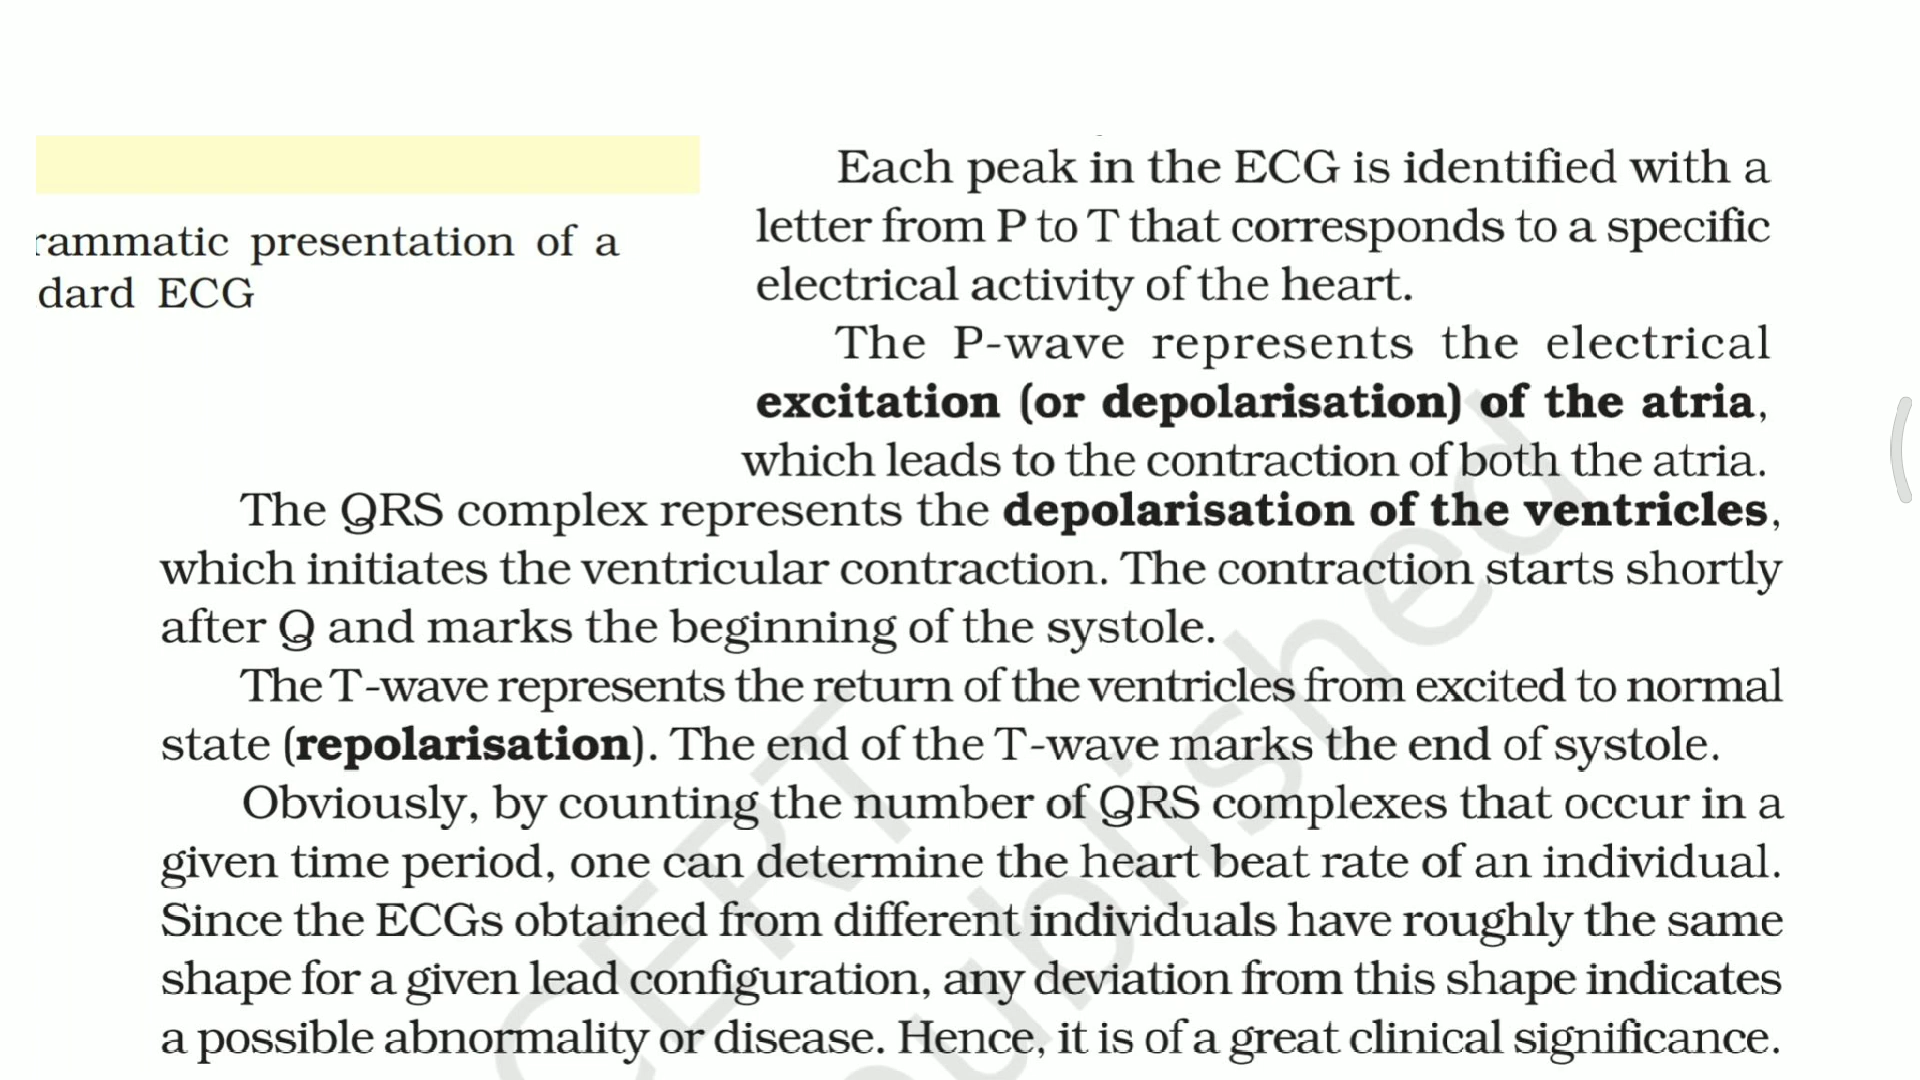 Each peak in the ECG is identified with a
letter from P to T that corresponds to a specific
electrical activity of the heart.
The P-wave represents the electrical
excitation (or depolarisation) of the atria,
which leads to the contraction of both the atria.
rammatic presentation of a
dard ECG
The QRS complex represents the depolarisation of the ventricles,
which initiates the ventricular contraction. The contraction starts shortly
after Q and marks the beginning of the systole.
The T-wave represents the return of the ventricles from excited to normal
state (repolarisation). The end of the T-wave marks the end of systole.
Obviously, by counting the number of QRS complexes that occur in a
given time period, one can determine the heart beat rate of an individual.
Since the ECGs obtained from different individuals have roughly the same
shape for a given lead configuration, any deviation from this shape indicates
a possible abnormality or disease. Hence, it is of a great clinical significance.
CERT
ublished